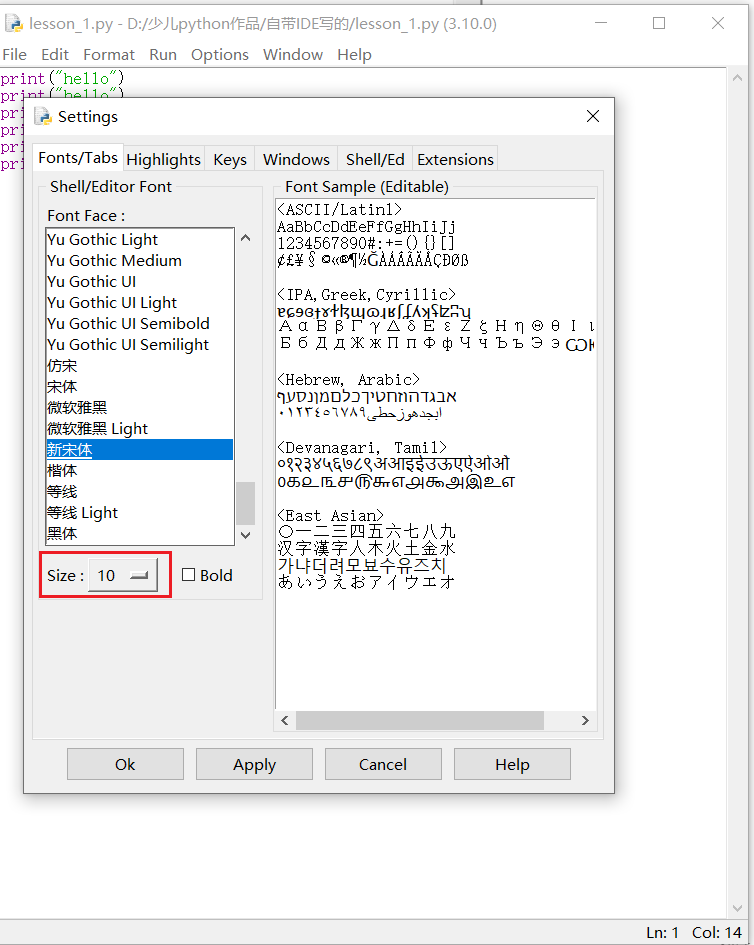 lesson_1.py - D:/少儿python作品/自带IDE写的/lesson_1.py (3.10.0)
File Edit Format Run Options Window Help
print("hello")
print("hello")
pri
pri
pri
pri
Settings
Fonts/Tabs Highlights Keys Windows Shell/Ed Extensions
Shell/Editor Font
Font Face :
Yu Gothic Light
Yu Gothic Medium
Yu Gothic UI
Yu Gothic UI Light
Yu Gothic UI Semibold
Yu Gothic UI Semilight
仿宋
宋体
微软雅黑
微软雅黑 Light
新宋体
楷体
等线
等线 Light
黑体
Size : 10 Bold
Font Sample (Editable)
<ASCII/Latin1>
AaBbCcDdEeFfGgHhIiJj
1234567890#:+=(){}[]
¢£¥§©«®¶½ĞÀÁÂÃÄÅÇÐØß
<IPA,Greek,Cyrillic>
ΑαΒβΓγΔδΕεΖζΗηΘθΙι
БбДдЖжПпФфЧчЪъЭэ
<Hebrew, Arabic>
אבגדהוזחטיךכלםמןנסעף
ابجدهوزحطي٠١٢٣٤٥٦٧٨٩
<Devanagari, Tamil>
०१२३४५६७८९अआइईउऊएऐओऔ
<East Asian>
〇一二三四五六七八九
汉字漢字人木火土金水
가냐더려모뵤수유즈치
あいうえおアイウエオ
Ok Apply Cancel Help
Ln: 1 Col: 14